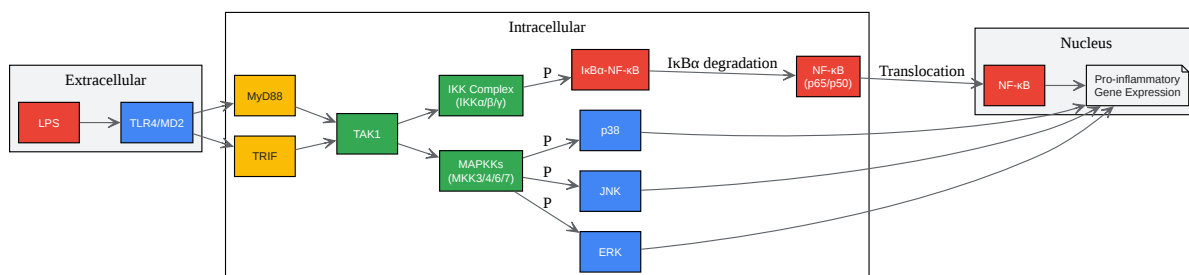 Extracellular
LPS
TLR4/MD2
Intracellular
MyD88
TRIF
TAK1
IKK Complex
(IKKα/β/γ)
MAPKKs
(MKK3/4/6/7)
P
P
P
P
IκBα-NF-κB
p38
JNK
ERK
IκBα degradation
NF-κB
(p65/p50)
Translocation
Nucleus
NF-κB
Pro-inflammatory
Gene Expression